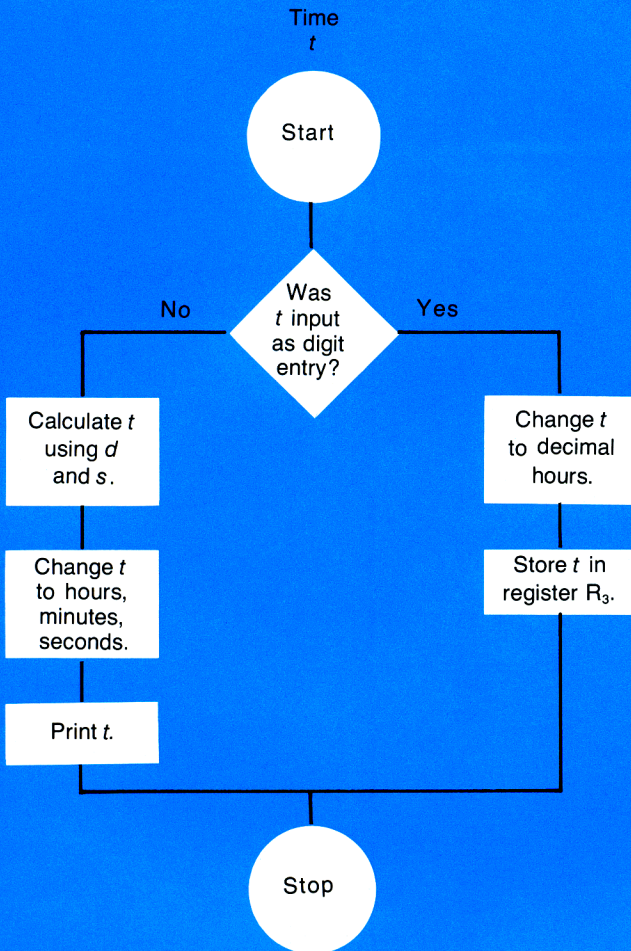 Time
t
Start
Was
t input
as digit
entry?
No
Yes
Calculate t
using d
and s.
Change t
to hours,
minutes,
seconds.
Print t.
Change t
to decimal
hours.
Store t in
register R₃.
Stop